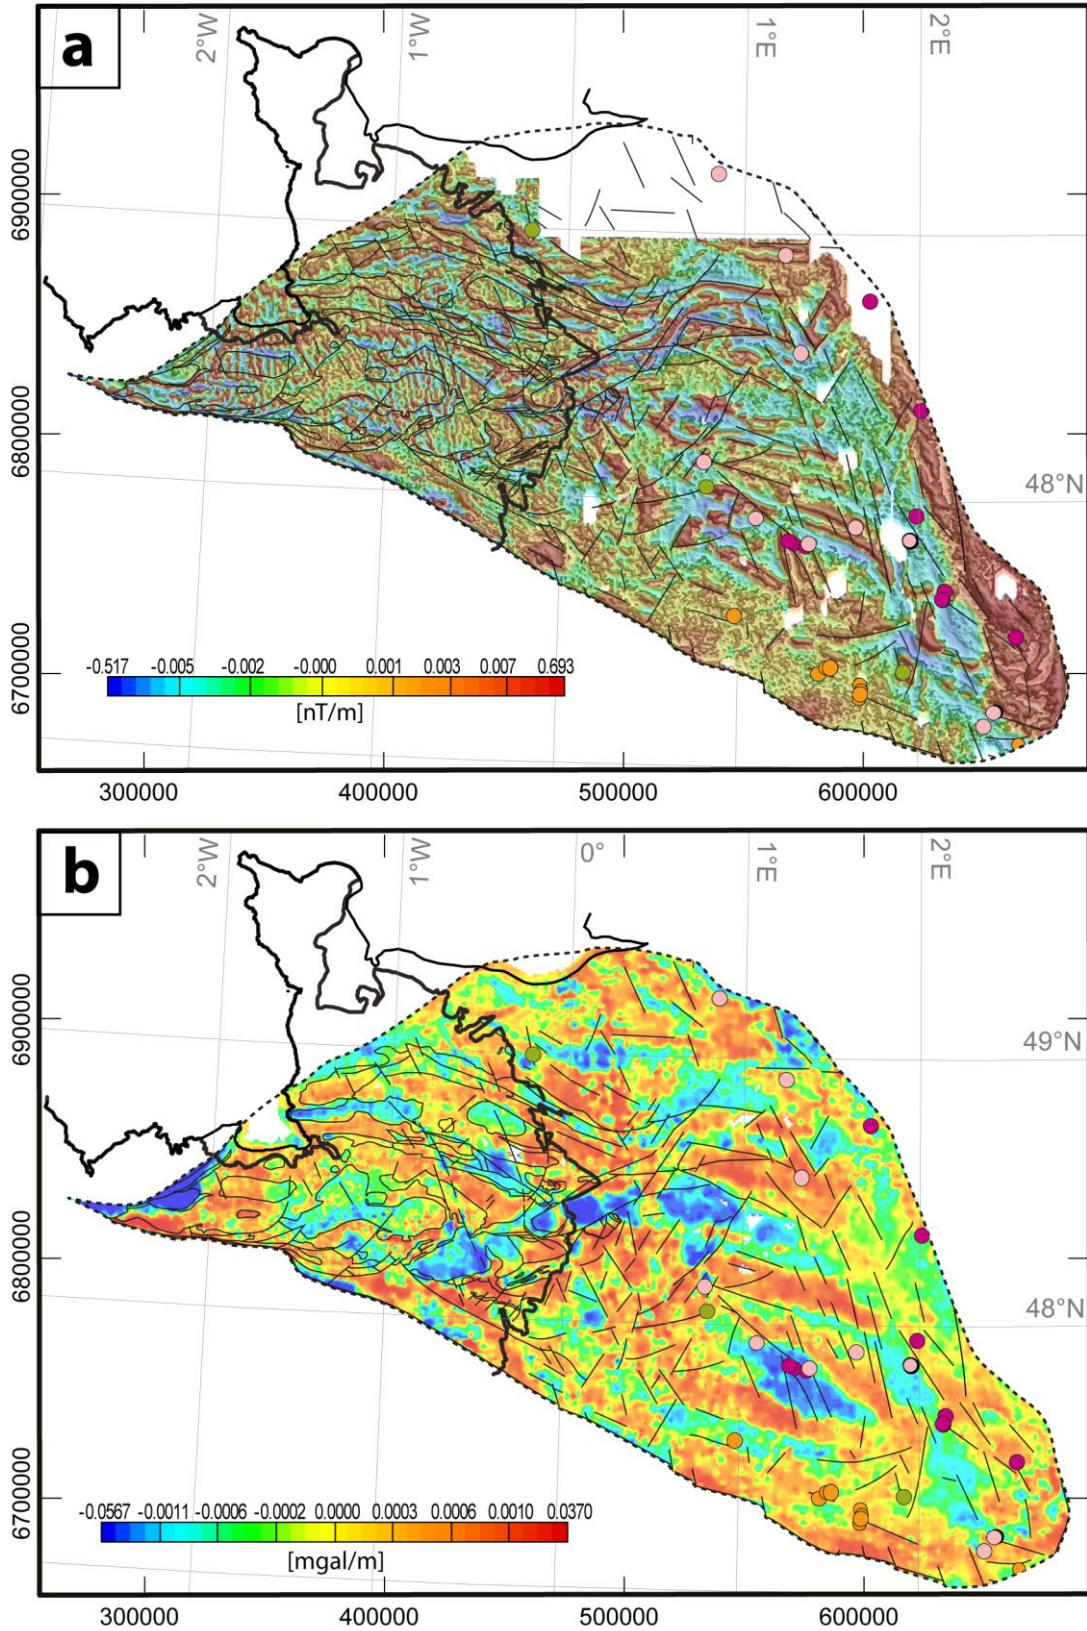 a
2°W
1°W
1°E
2°E
6900000
6800000
48°N
6700000
-0.517 -0.005 -0.002 -0.000 0.001 0.003 0.007 0.693
[nT/m]
300000 400000 500000 600000
b
2°W
1°W
0°
1°E
2°E
6900000
49°N
6800000
48°N
6700000
-0.0567 -0.0011 -0.0006 -0.0002 0.0000 0.0003 0.0006 0.0010 0.0370
[mgal/m]
300000 400000 500000 600000